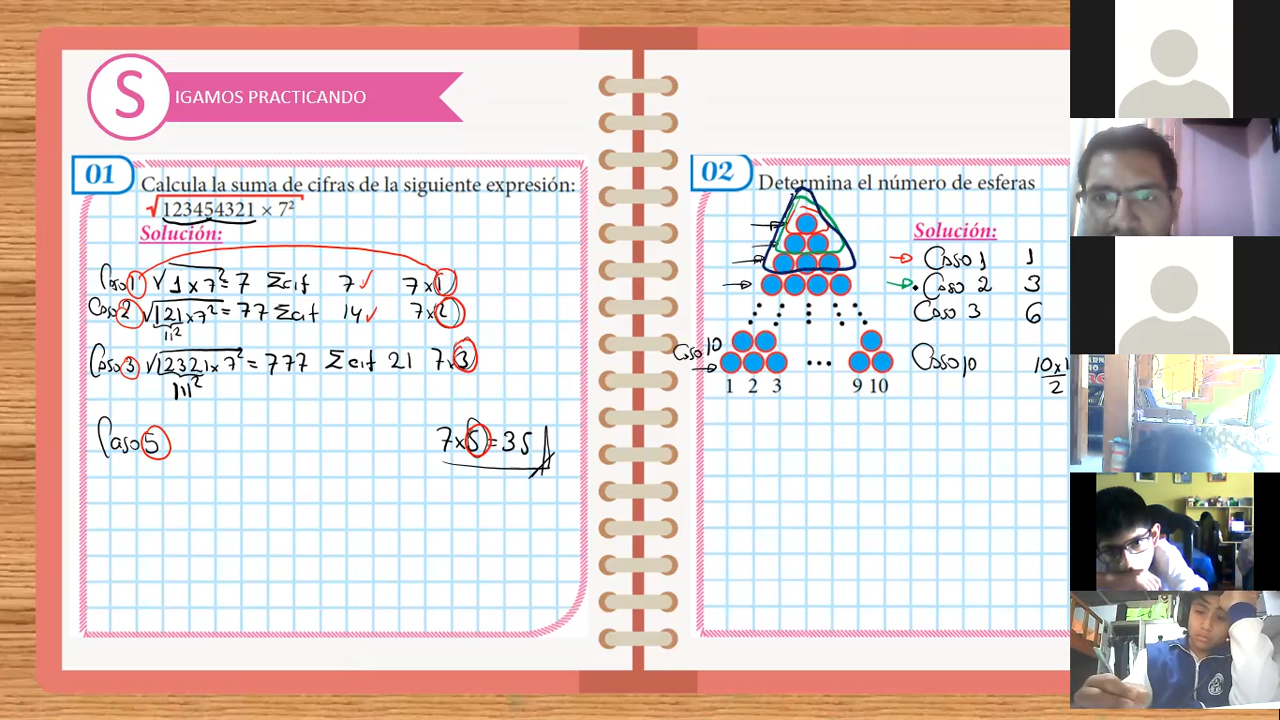 S
IGAMOS PRACTICANDO
01
Calcula la suma de cifras de la siguiente expresión:
√123454321 × 7²
Solución:
Caso 1 √1 x 7² = 7 Σcif 7 ✓ 7x1
Caso 2 √121 x 7² = 77 Σcif 14 ✓ 7x2
11²
Caso 3 √12321 x 7² = 777 Σcif 21 7x3
111²
Caso 5 7x5 = 35
02
Determina el número de esferas
Solución:
Caso 1 1
Caso 2 3
Caso 3 6
Caso 10
1 2 3 ... 9 10
Caso 10 10x1
2